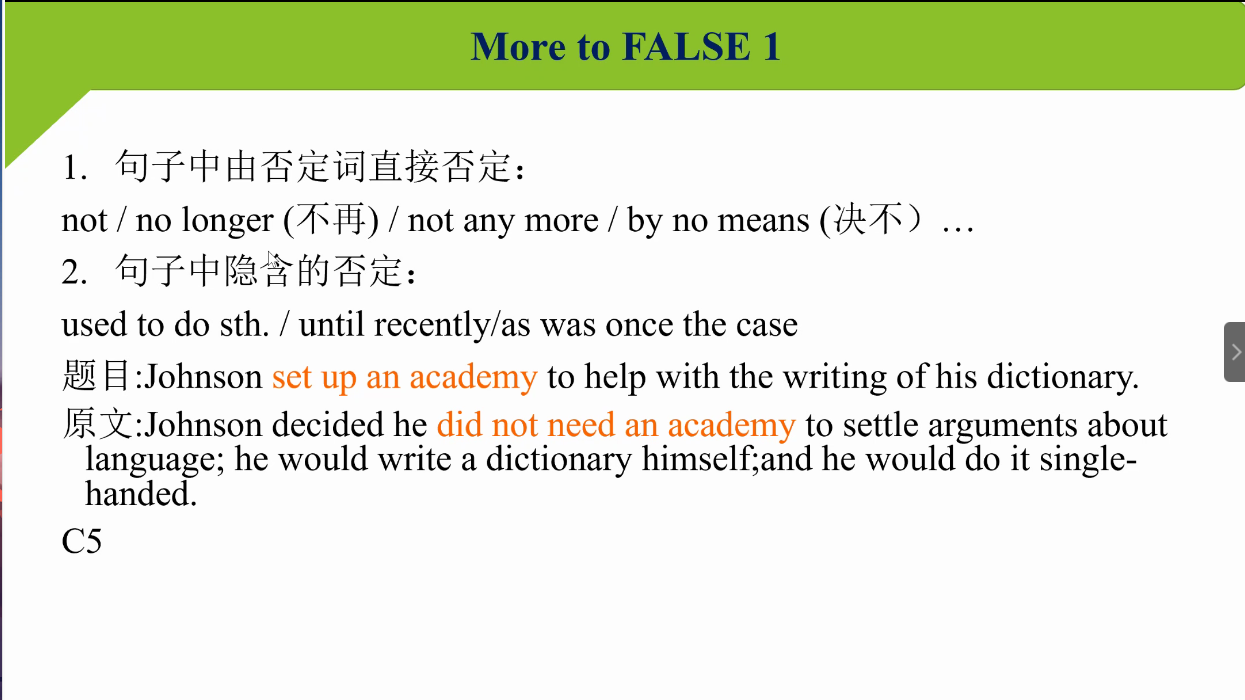 More to FALSE 1
1. 句子中由否定词直接否定：
not / no longer (不再) / not any more / by no means (决不）…
2. 句子中隐含的否定：
used to do sth. / until recently/as was once the case
题目:Johnson set up an academy to help with the writing of his dictionary.
原文:Johnson decided he did not need an academy to settle arguments about
language; he would write a dictionary himself;and he would do it single-
handed.
C5